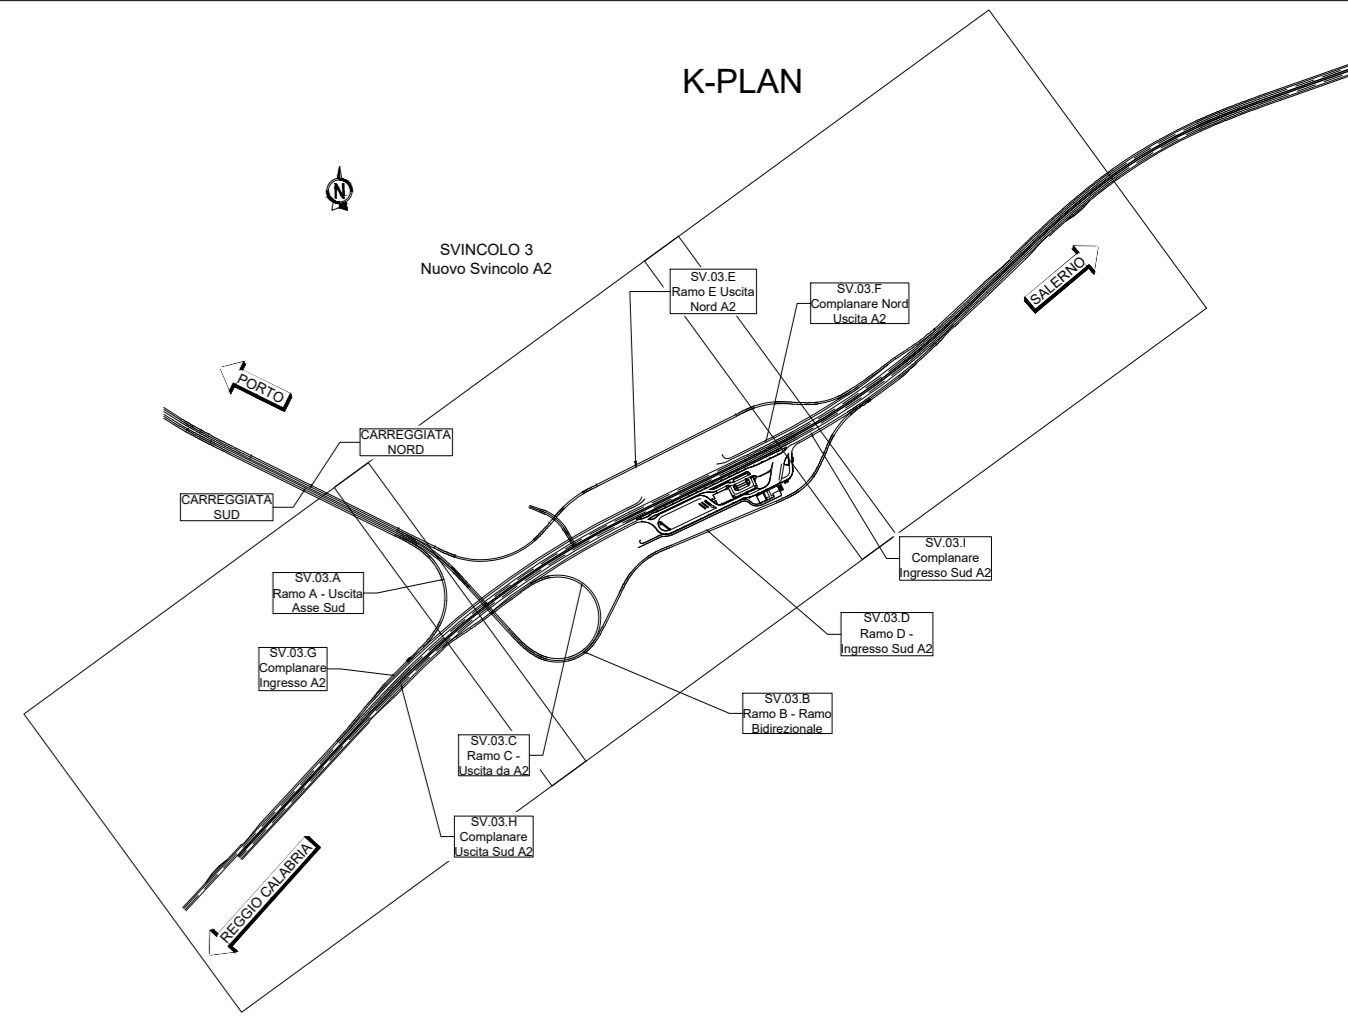 K-PLAN
N
SVINCOLO 3
Nuovo Svincolo A2
SV.03.E
Ramo E Uscita
Nord A2
SV.03.F
Complanare Nord
Uscita A2
SALERNO
PORTO
CARREGGIATA
NORD
CARREGGIATA
SUD
SV.03.I
Complanare
Ingresso Sud A2
SV.03.A
Ramo A - Uscita
Asse Sud
SV.03.D
Ramo D -
Ingresso Sud A2
SV.03.G
Complanare
Ingresso A2
SV.03.B
Ramo B - Ramo
Bidirezionale
SV.03.C
Ramo C -
Uscita da A2
SV.03.H
Complanare
Uscita Sud A2
REGGIO CALABRIA